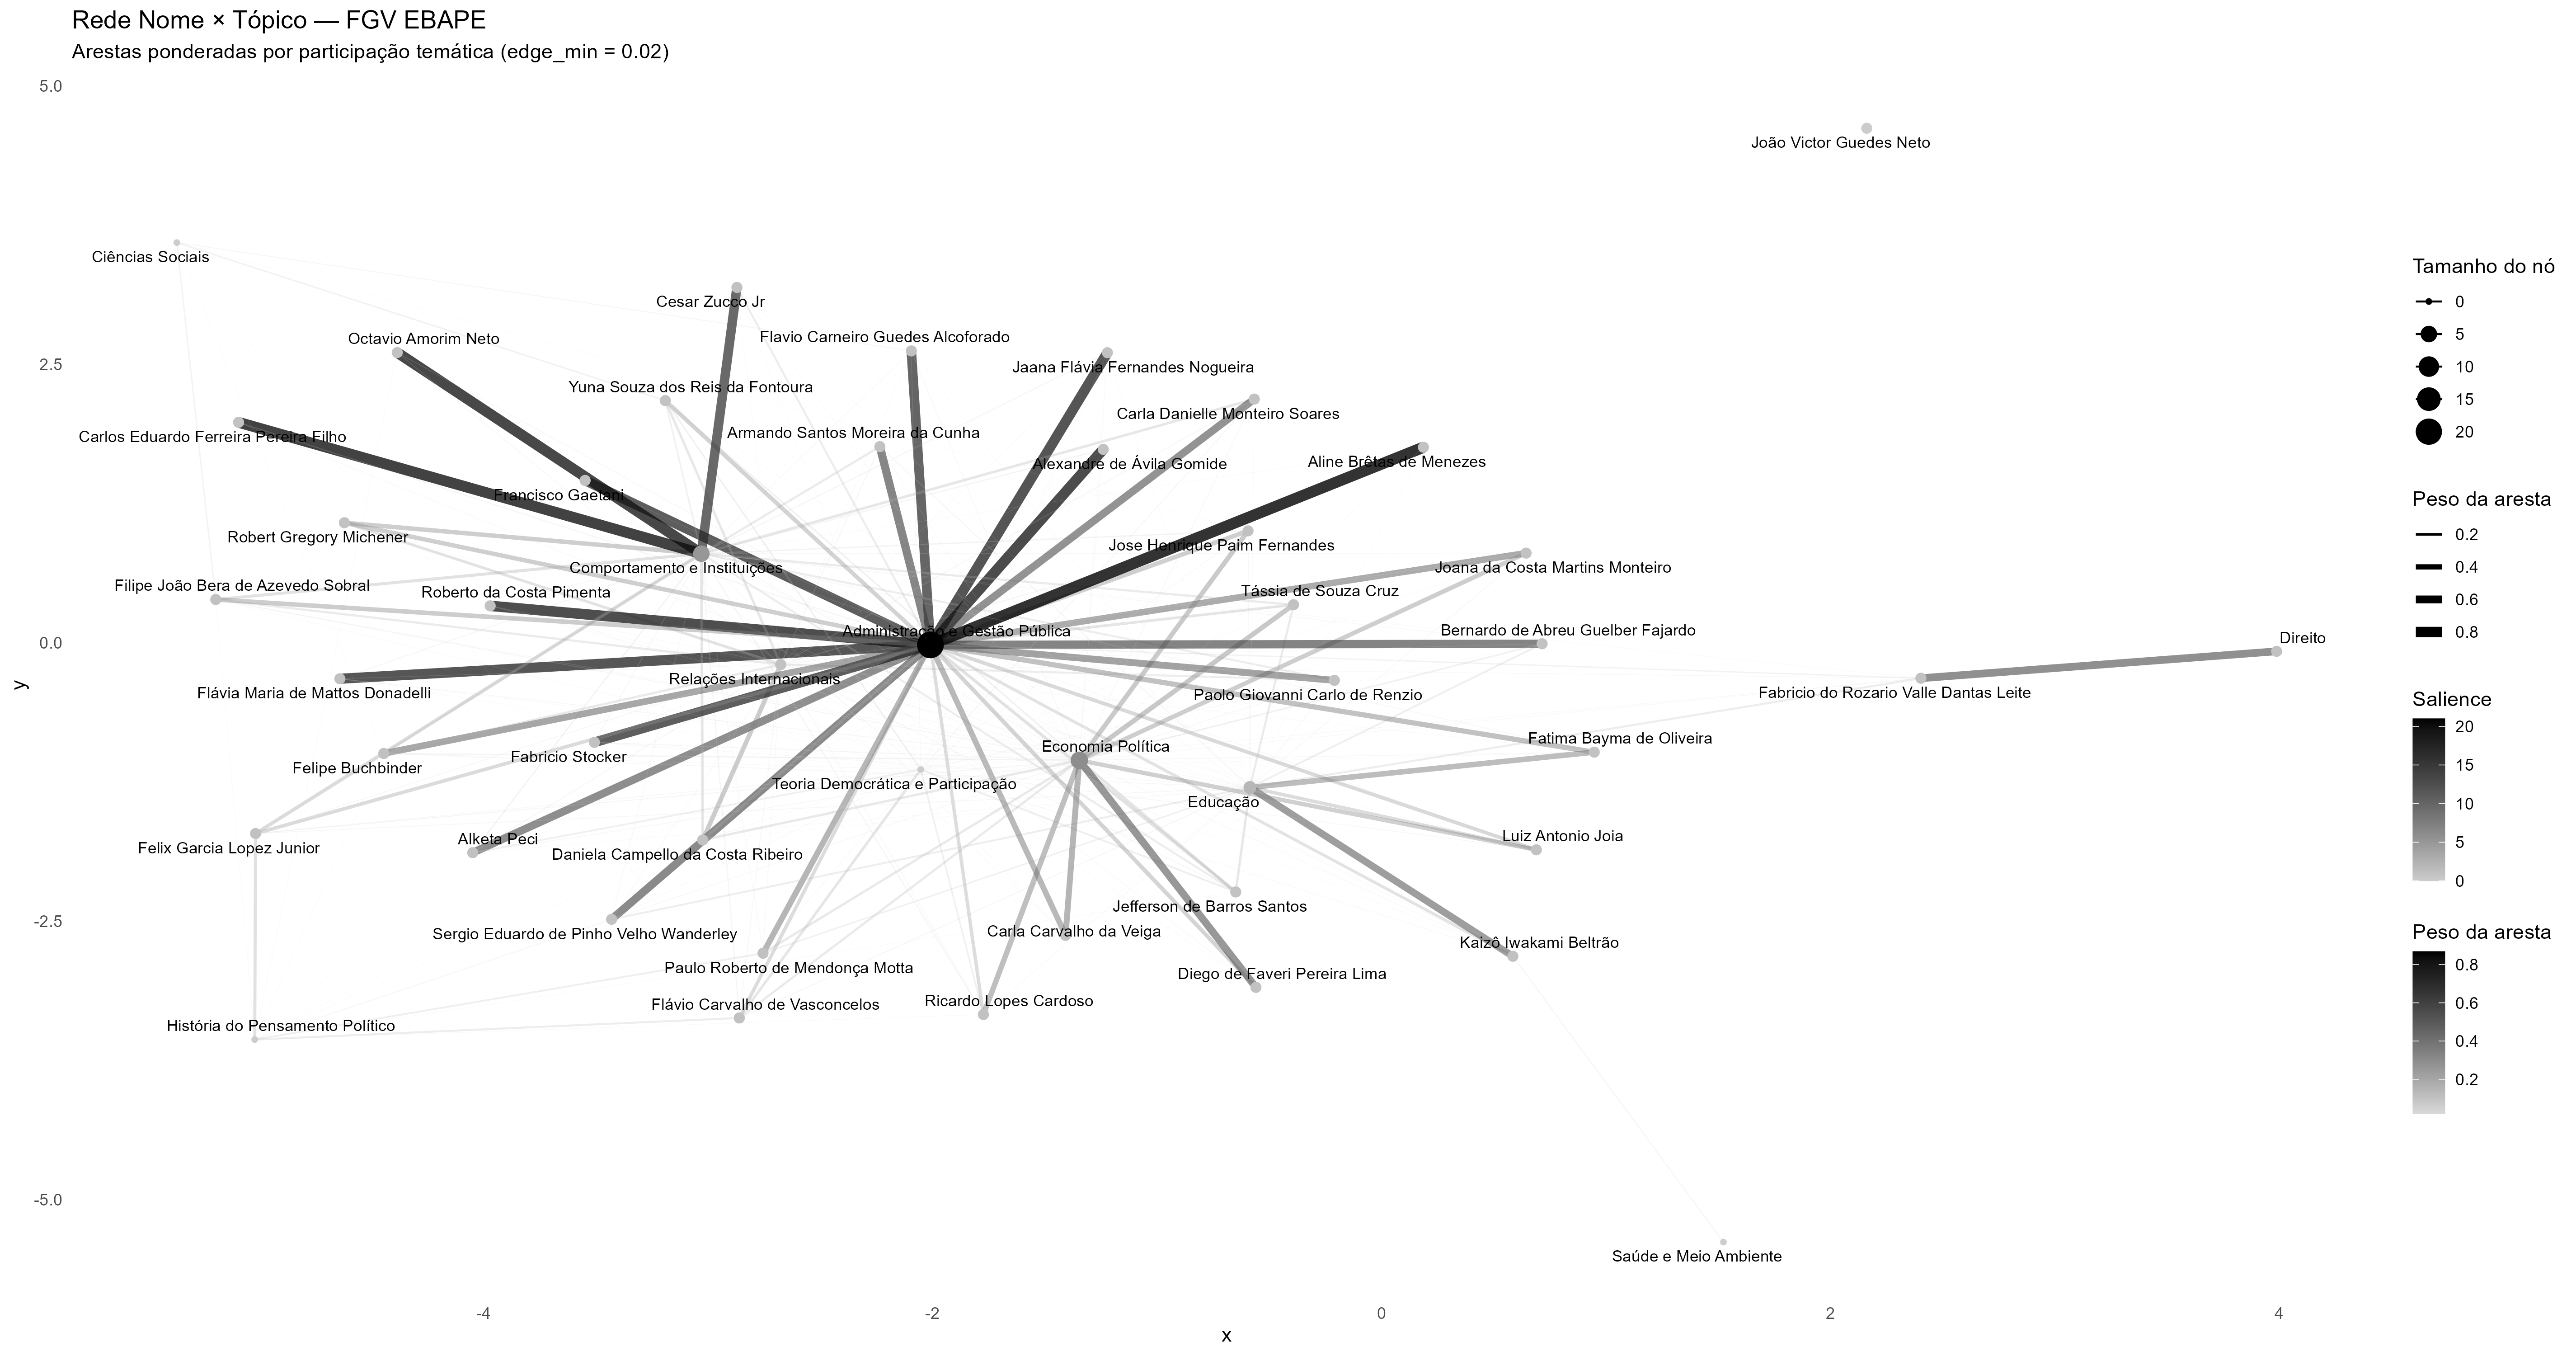 Rede Nome × Tópico — FGV EBAPE
Arestas ponderadas por participação temática (edge_min = 0.02)
5.0
João Victor Guedes Neto
Ciências Sociais
Cesar Zucco Jr
Octavio Amorim Neto
Flavio Carneiro Guedes Alcoforado
2.5
Jaana Flávia Fernandes Nogueira
Yuna Souza dos Reis da Fontoura
Carla Danielle Monteiro Soares
Carlos Eduardo Ferreira Pereira Filho
Armando Santos Moreira da Cunha
Alexandre de Ávila Gomide
Aline Brêtas de Menezes
Francisco Gaetani
Robert Gregory Michener
Jose Henrique Paim Fernandes
Comportamento e Instituições
Joana da Costa Martins Monteiro
Filipe João Bera de Azevedo Sobral
Roberto da Costa Pimenta
Tássia de Souza Cruz
0.0
Administração e Gestão Pública
Bernardo de Abreu Guelber Fajardo
Direito
y
Relações Internacionais
Flávia Maria de Mattos Donadelli
Paolo Giovanni Carlo de Renzio
Fabricio do Rozario Valle Dantas Leite
Economia Política
Fatima Bayma de Oliveira
Fabricio Stocker
Felipe Buchbinder
Teoria Democrática e Participação
Educação
Alketa Peci
Luiz Antonio Joia
Felix Garcia Lopez Junior
Daniela Campello da Costa Ribeiro
-2.5
Jefferson de Barros Santos
Sergio Eduardo de Pinho Velho Wanderley
Carla Carvalho da Veiga
Kaizô Iwakami Beltrão
Paulo Roberto de Mendonça Motta
Diego de Faveri Pereira Lima
Flávio Carvalho de Vasconcelos
Ricardo Lopes Cardoso
História do Pensamento Político
-5.0
Saúde e Meio Ambiente
-4
-2
0
2
4
x
Tamanho do nó
0
5
10
15
20
Peso da aresta
0.2
0.4
0.6
0.8
Salience
20
15
10
5
0
Peso da aresta
0.8
0.6
0.4
0.2